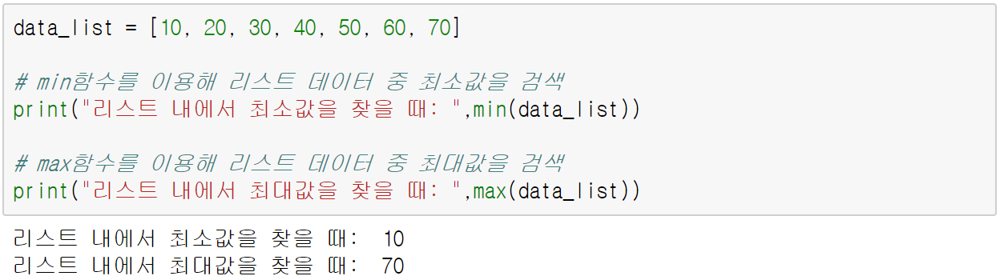 data_list = [10, 20, 30, 40, 50, 60, 70]
# min함수를 이용해 리스트 데이터 중 최소값을 검색
print("리스트 내에서 최소값을 찾을 때: ",min(data_list))
# max함수를 이용해 리스트 데이터 중 최대값을 검색
print("리스트 내에서 최대값을 찾을 때: ",max(data_list))
리스트 내에서 최소값을 찾을 때:  10
리스트 내에서 최대값을 찾을 때:  70